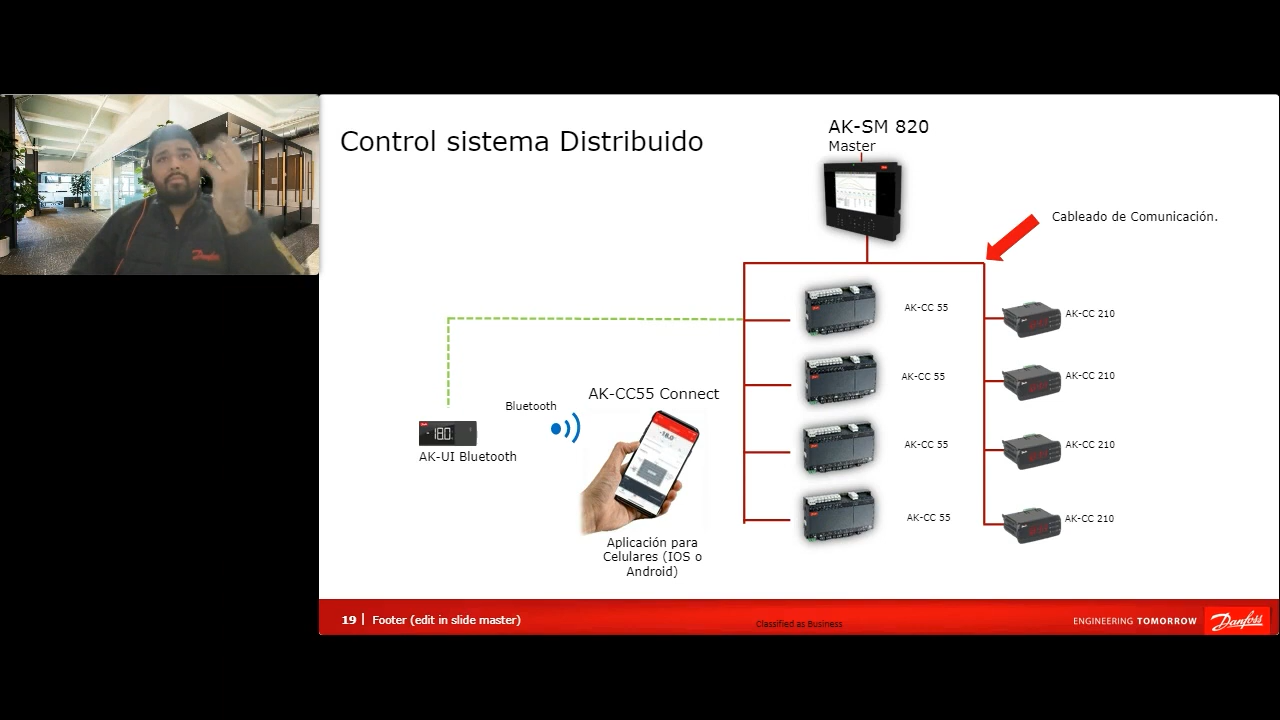 Control sistema Distribuido
AK-SM 820
Master
Cableado de Comunicación.
AK-CC 55
AK-CC 210
AK-CC 55
AK-CC 210
AK-CC55 Connect
Bluetooth
180
AK-UI Bluetooth
AK-CC 55
AK-CC 210
AK-CC 55
AK-CC 210
Aplicación para
Celulares (IOS o
Android)
19 | Footer (edit in slide master)
Classified as Business
ENGINEERING TOMORROW
Danfoss
Danfoss